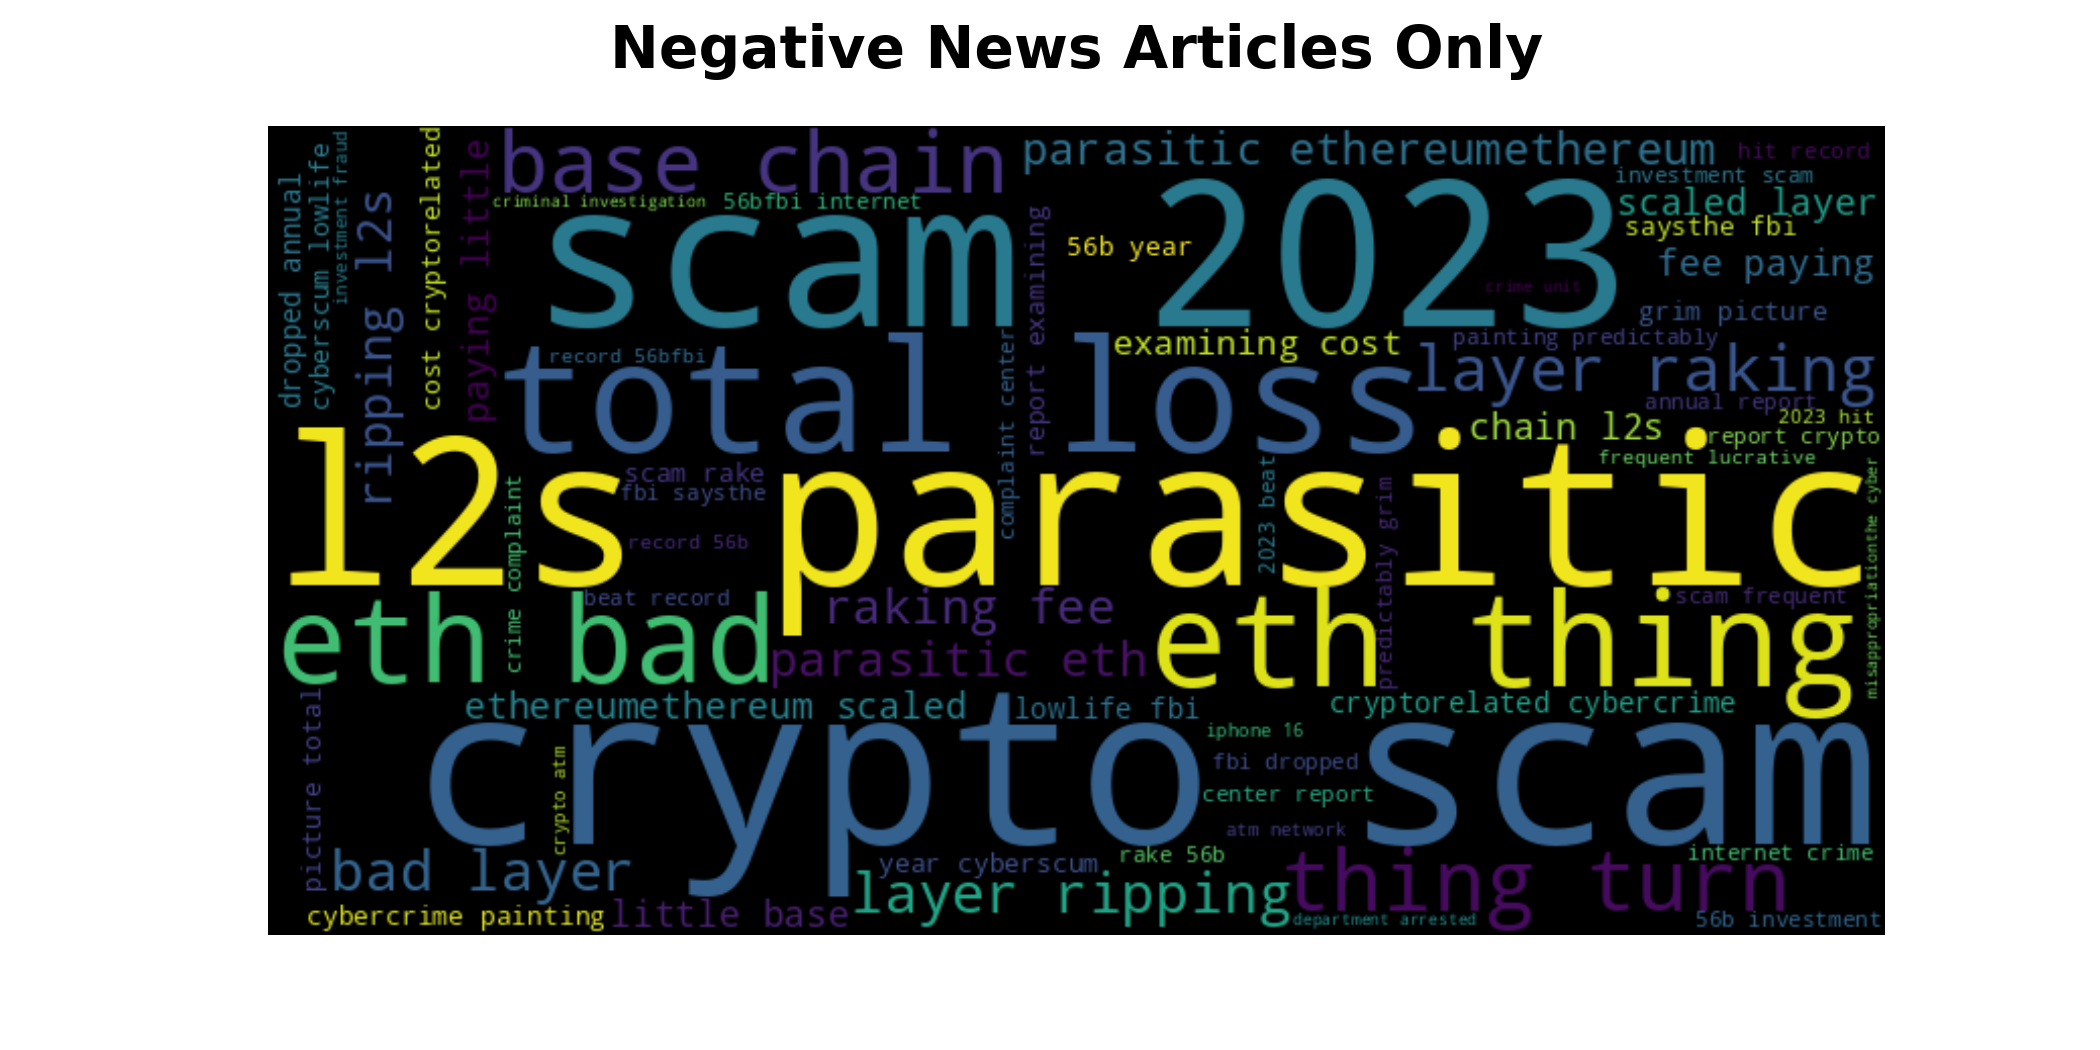 Negative News Articles Only
base chain
parasitic ethereumethereum
hit record
criminal investigation
56bfbi internet
investment scam
scaled layer
saysthe fbi
scam 2023
56b year
fee paying
crime unit
grim picture
dropped annual
cyberscum lowlife
investment fraud
ripping l2s
cost cryptorelated
paying little
report examining
record 56bfbi
total loss
examining cost
painting predictably
layer raking
annual report
complaint center
chain l2s
2023 hit
report crypto
frequent lucrative
scam rake
fbi saysthe
l2s parasitic
record 56b
2023 beat
predictably grim
misappropriationthe cyber
crime complaint
beat record
raking fee
scam frequent
eth bad
parasitic eth
eth thing
ethereumethereum scaled
lowlife fbi
cryptorelated cybercrime
picture total
crypto atm
crypto scam
iphone 16
fbi dropped
center report
atm network
bad layer
year cyberscum
rake 56b
internet crime
layer ripping
thing turn
cybercrime painting
little base
department arrested
56b investment